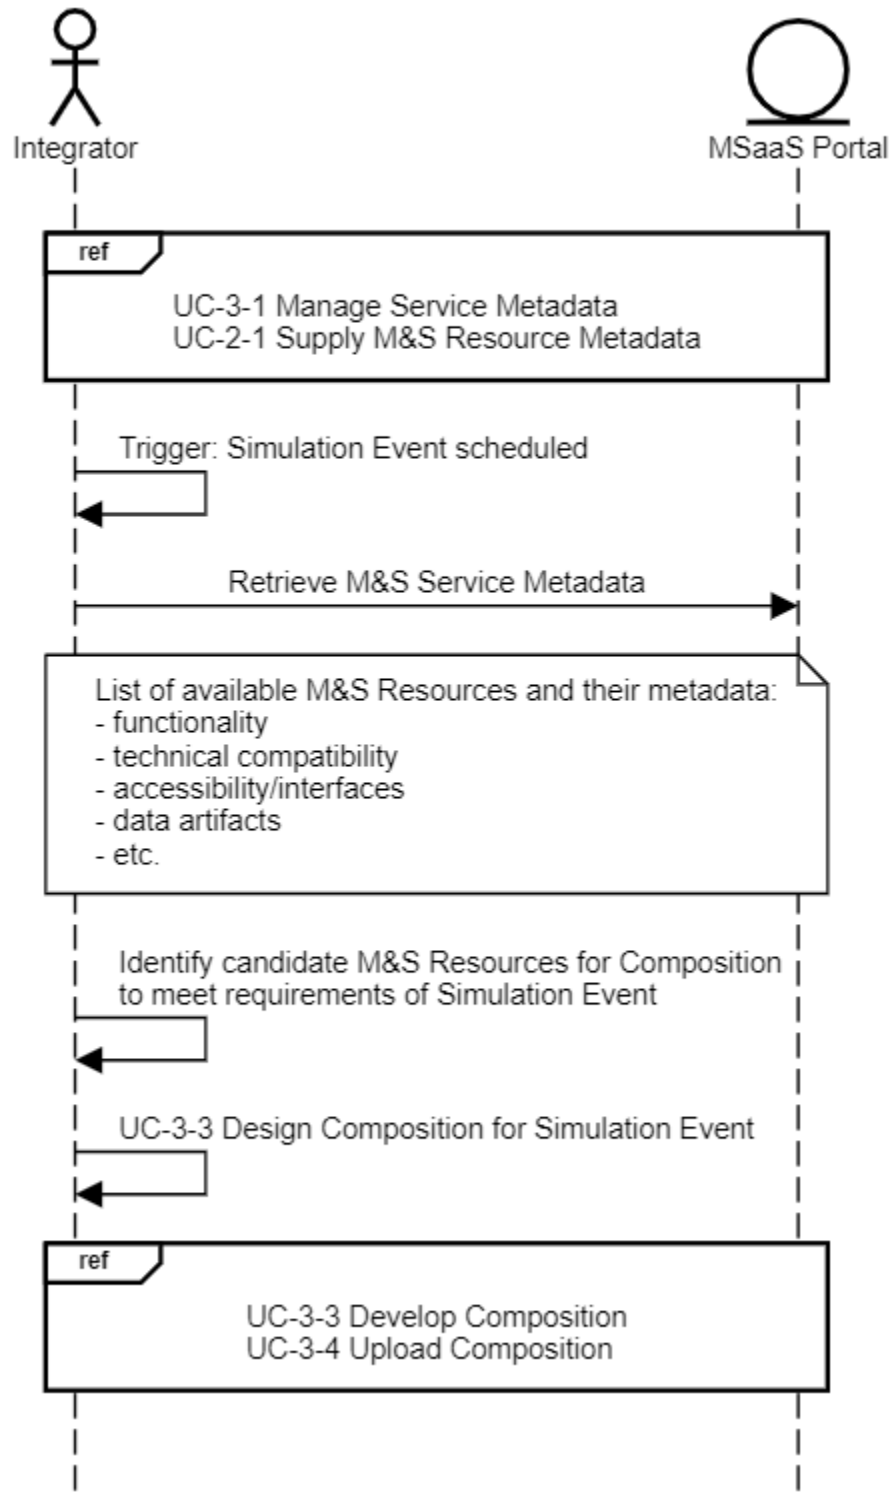 Integrator
MSaaS Portal
ref
UC-3-1 Manage Service Metadata
UC-2-1 Supply M&S Resource Metadata
Trigger: Simulation Event scheduled
Retrieve M&S Service Metadata
List of available M&S Resources and their metadata:
- functionality
- technical compatibility
- accessibility/interfaces
- data artifacts
- etc.
Identify candidate M&S Resources for Composition
to meet requirements of Simulation Event
UC-3-3 Design Composition for Simulation Event
ref
UC-3-3 Develop Composition
UC-3-4 Upload Composition